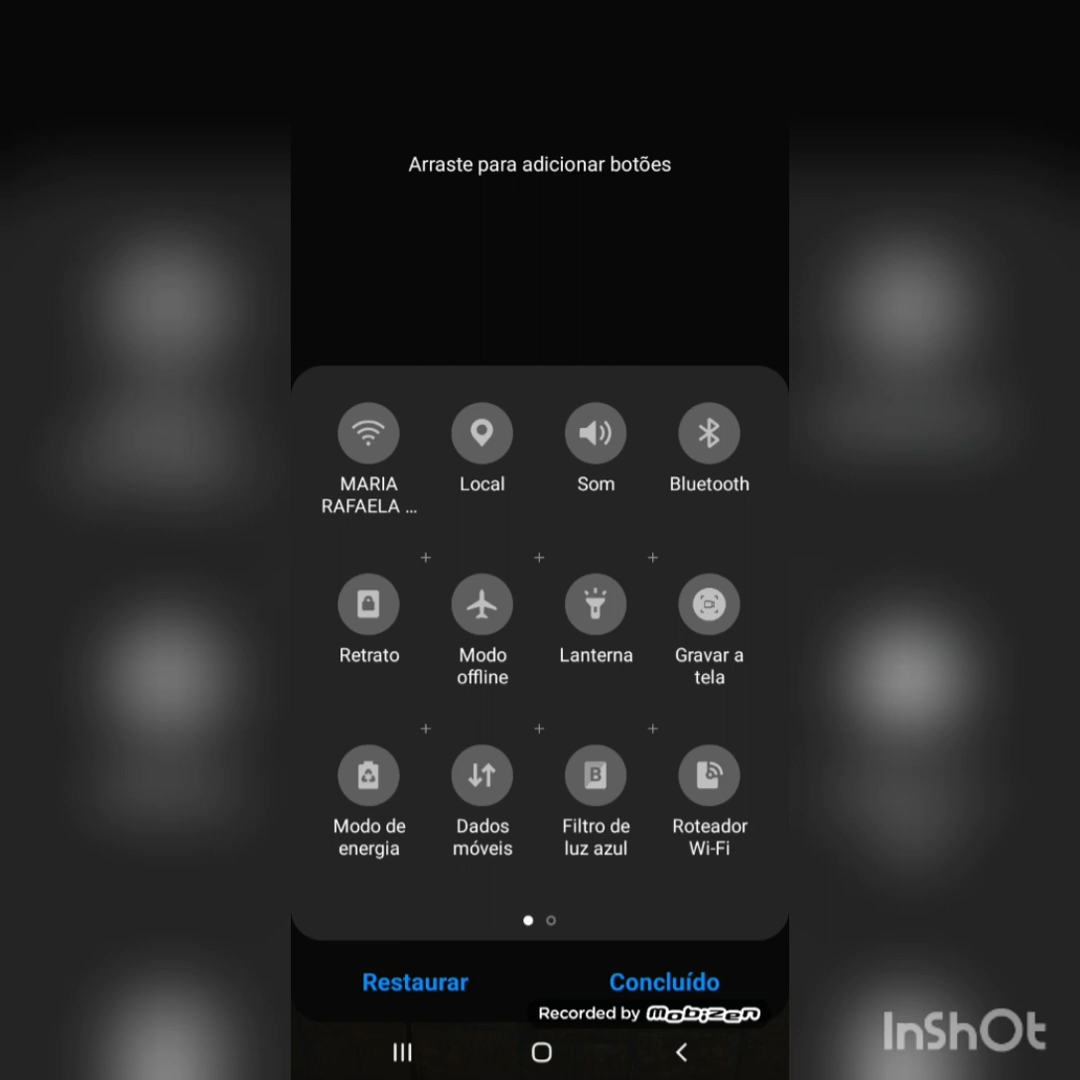 Arraste para adicionar botões
MARIA
RAFAELA ...
Local
Som
Bluetooth
Retrato
Modo
offline
Lanterna
Gravar a
tela
Modo de
energia
Dados
móveis
B
Filtro de
luz azul
Roteador
Wi-Fi
Restaurar
Concluído
Recorded by mobizen
InShOt